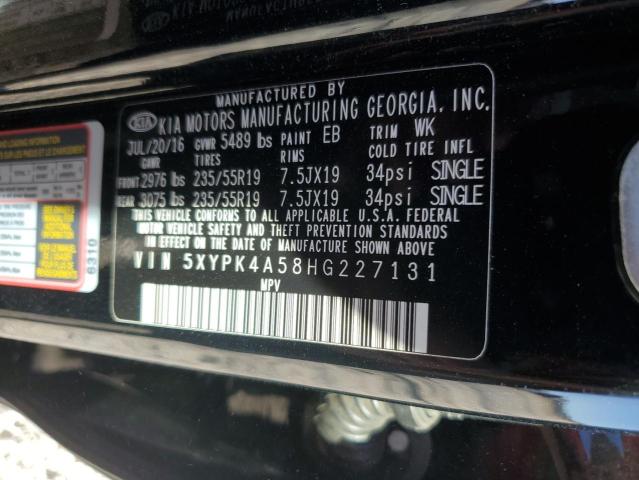 MANUFACTURED BY
KIA KIA MOTORS MANUFACTURING GEORGIA, INC.
JUL/20/16 GVWR 5489 lbs PAINT EB TRIM WK
GAWR TIRES RIMS COLD TIRE INFL
FRONT 2976 lbs 235/55R19 7.5JX19 34psi SINGLE
REAR 3075 lbs 235/55R19 7.5JX19 34psi SINGLE
THIS VEHICLE CONFORMS TO ALL APPLICABLE U.S.A. FEDERAL
MOTOR VEHICLE SAFETY AND THEFT PREVENTION STANDARDS
IN EFFECT ON THE DATE OF MANUFACTURE SHOWN ABOVE.
VIN 5XYPK4A58HG227131
MPV
6310